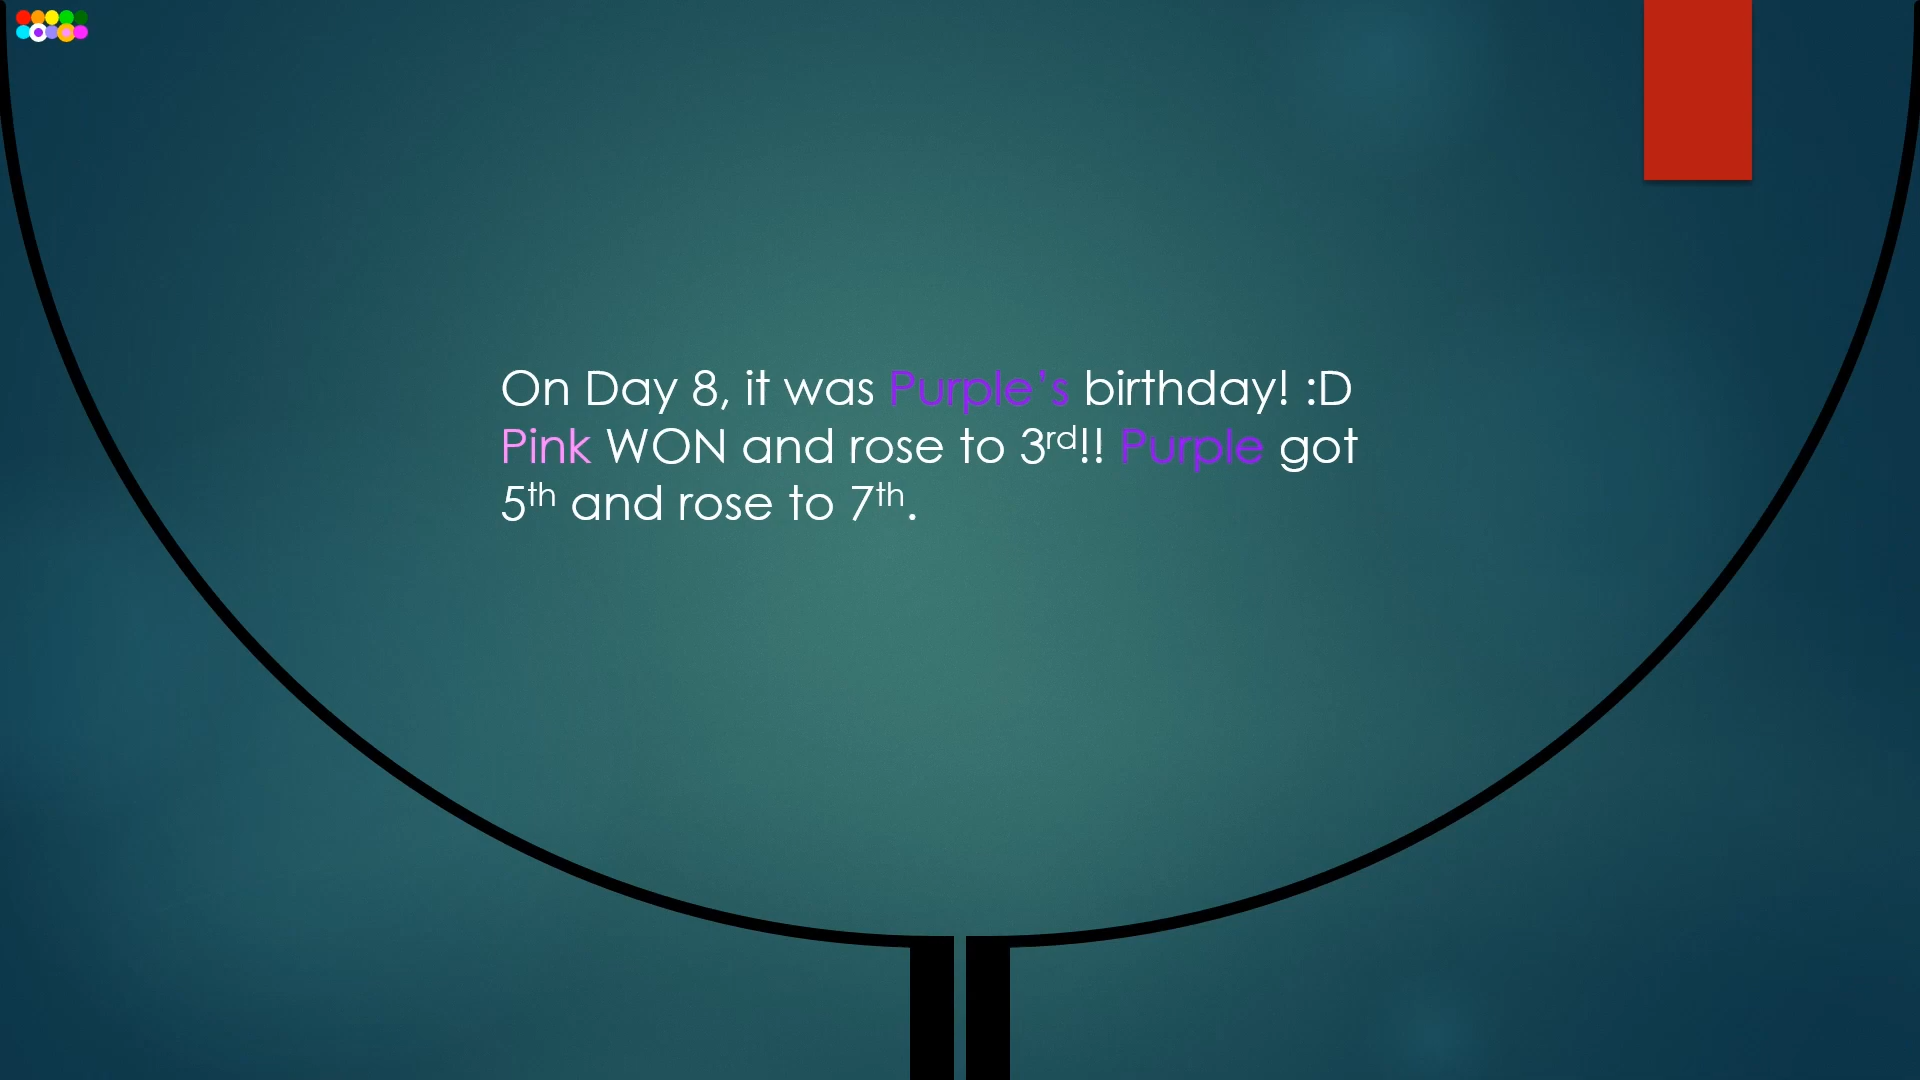 On Day 8, it was Purple’s birthday! :D
Pink WON and rose to 3rd!! Purple got
5th and rose to 7th.